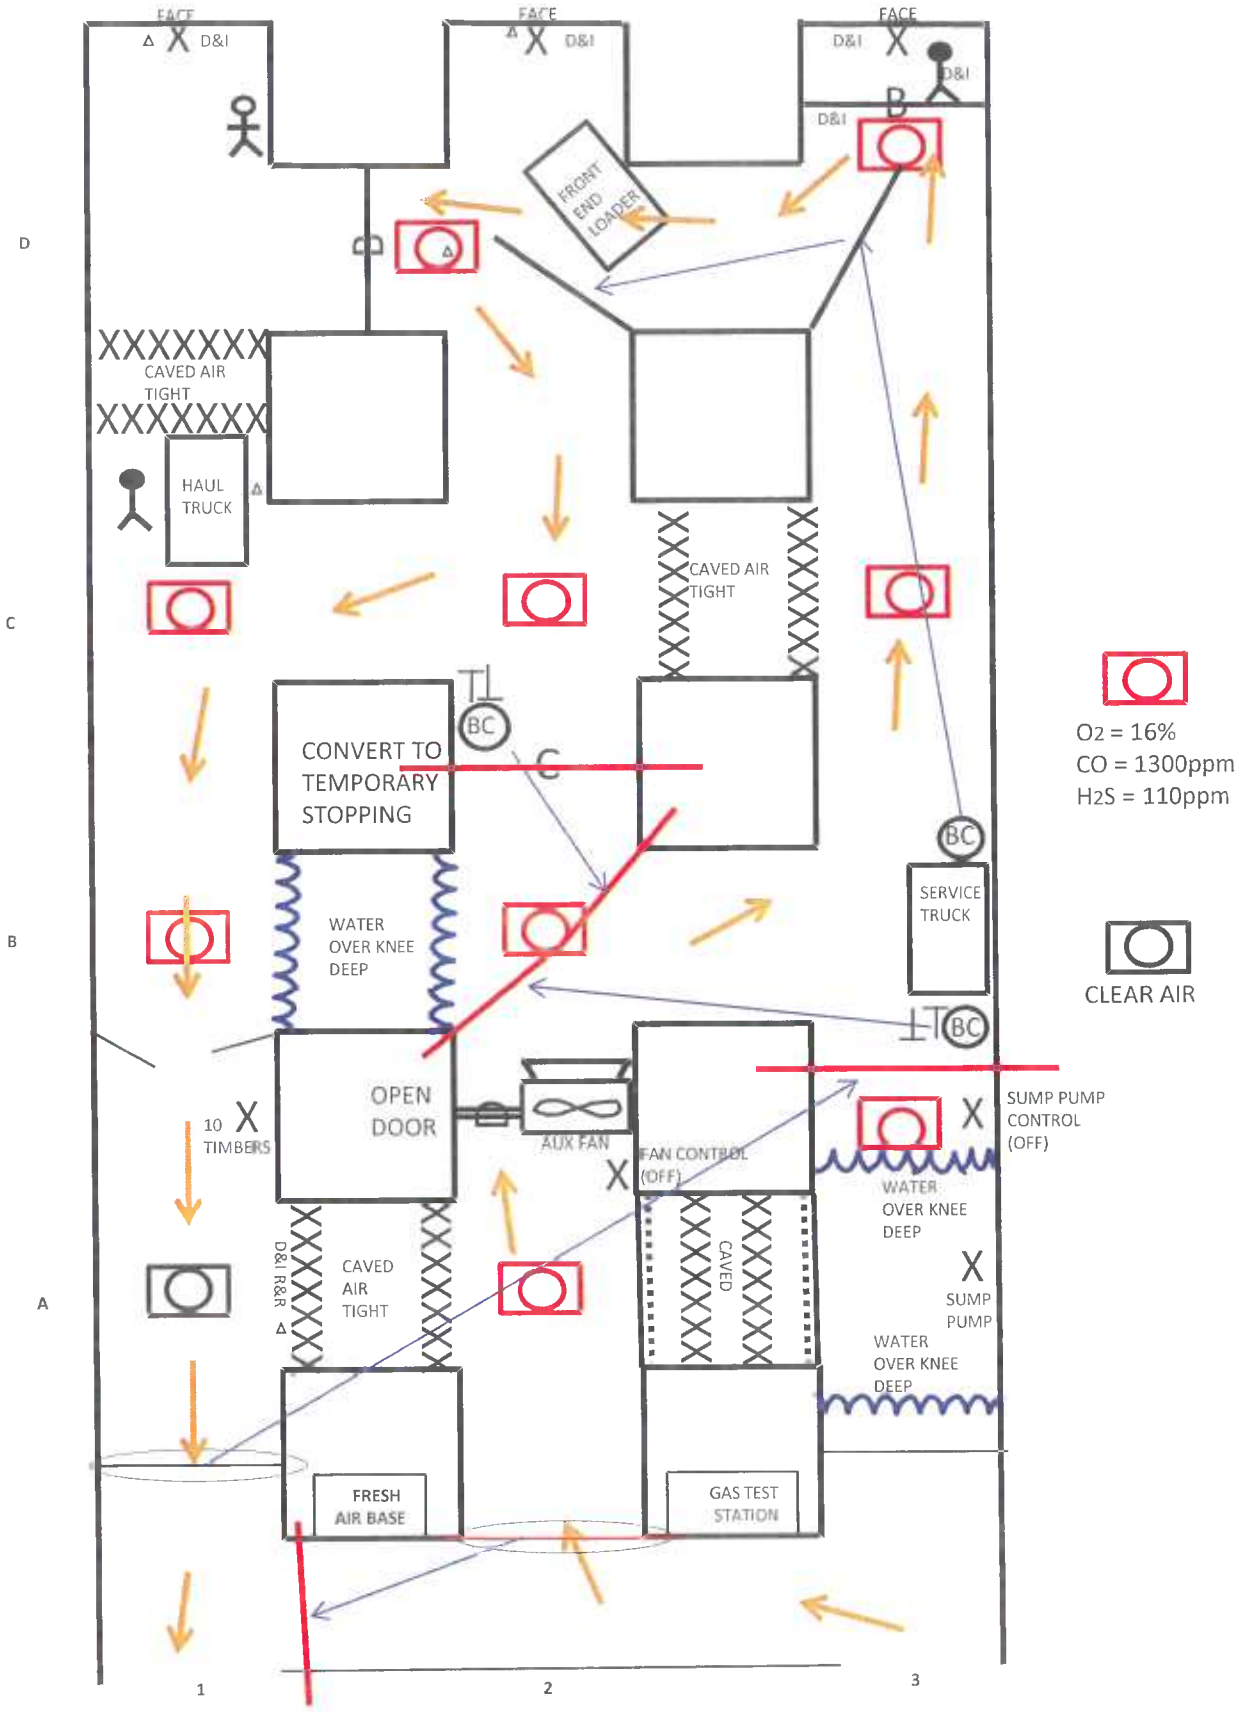 FACE
FACE
FACE
Δ X D&I
Δ X D&I
D&I X
D&I
B
D&I
FRONT
END
LOADER
D
B
Δ
XXXXXXX
CAVED AIR
TIGHT
XXXXXXX
HAUL
TRUCK
Δ
CAVED AIR
TIGHT
C
BC
CONVERT TO
TEMPORARY
STOPPING
C
O2 = 16%
CO = 1300ppm
H2S = 110ppm
BC
SERVICE
TRUCK
B
WATER
OVER KNEE
DEEP
CLEAR AIR
BC
OPEN
DOOR
10 X
TIMBERS
AUX FAN
X
FAN CONTROL
(OFF)
X
SUMP PUMP
CONTROL
(OFF)
WATER
OVER KNEE
DEEP
A
D&I R&R Δ
CAVED
AIR
TIGHT
CAVED
X
SUMP
PUMP
WATER
OVER KNEE
DEEP
FRESH
AIR BASE
GAS TEST
STATION
1
2
3